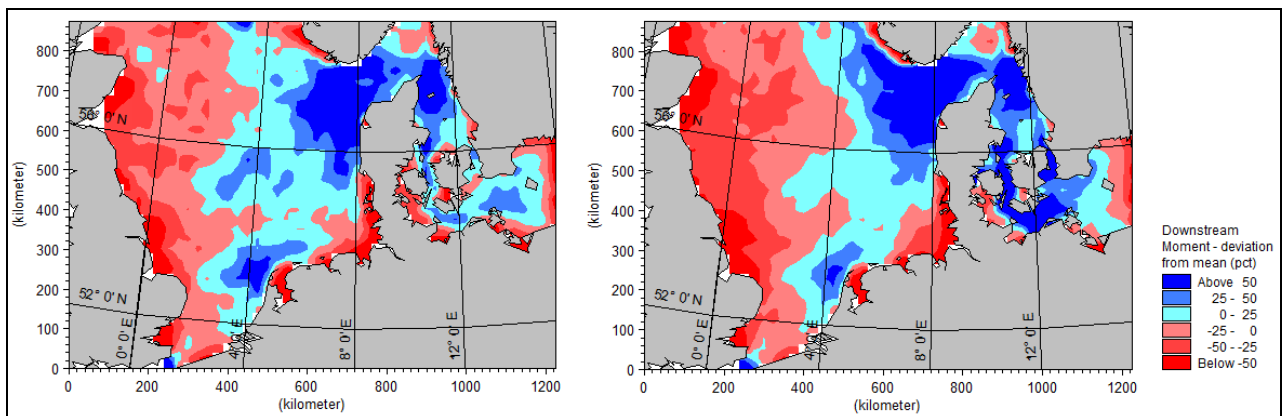 800
700
600
500
400
300
200
100
0
(kilometer)
56° 0' N
52° 0' N
0° 0' E
4° 0' E
8° 0' E
12° 0' E
0 200 400 600 800 1000 1200
(kilometer)
800
700
600
500
400
300
200
100
0
(kilometer)
56° 0' N
52° 0' N
0° 0' E
4° 0' E
8° 0' E
12° 0' E
0 200 400 600 800 1000 1200
(kilometer)
Downstream
Moment - deviation
from mean (pct)
Above 50
25 - 50
0 - 25
-25 - 0
-50 - -25
Below -50